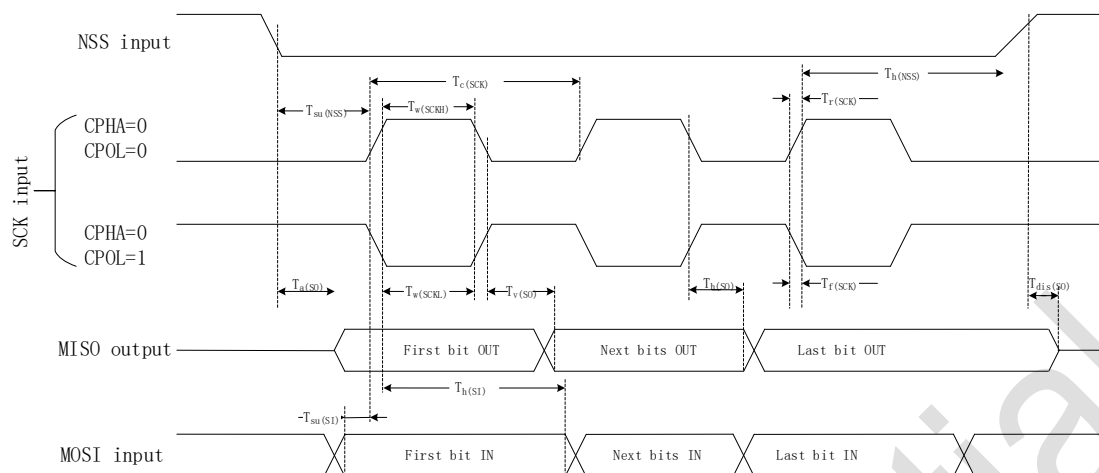 NSS input
Tc(SCK)
Th(NSS)
Tsu(NSS)
Tw(SCKH)
Tr(SCK)
CPHA=0
CPOL=0
SCK input
CPHA=0
CPOL=1
Ta(SO)
Tw(SCKL)
Tv(SO)
Th(SO)
Tf(SCK)
Tdis(SO)
MISO output
First bit OUT
Next bits OUT
Last bit OUT
Th(SI)
Tsu(SI)
MOSI input
First bit IN
Next bits IN
Last bit IN